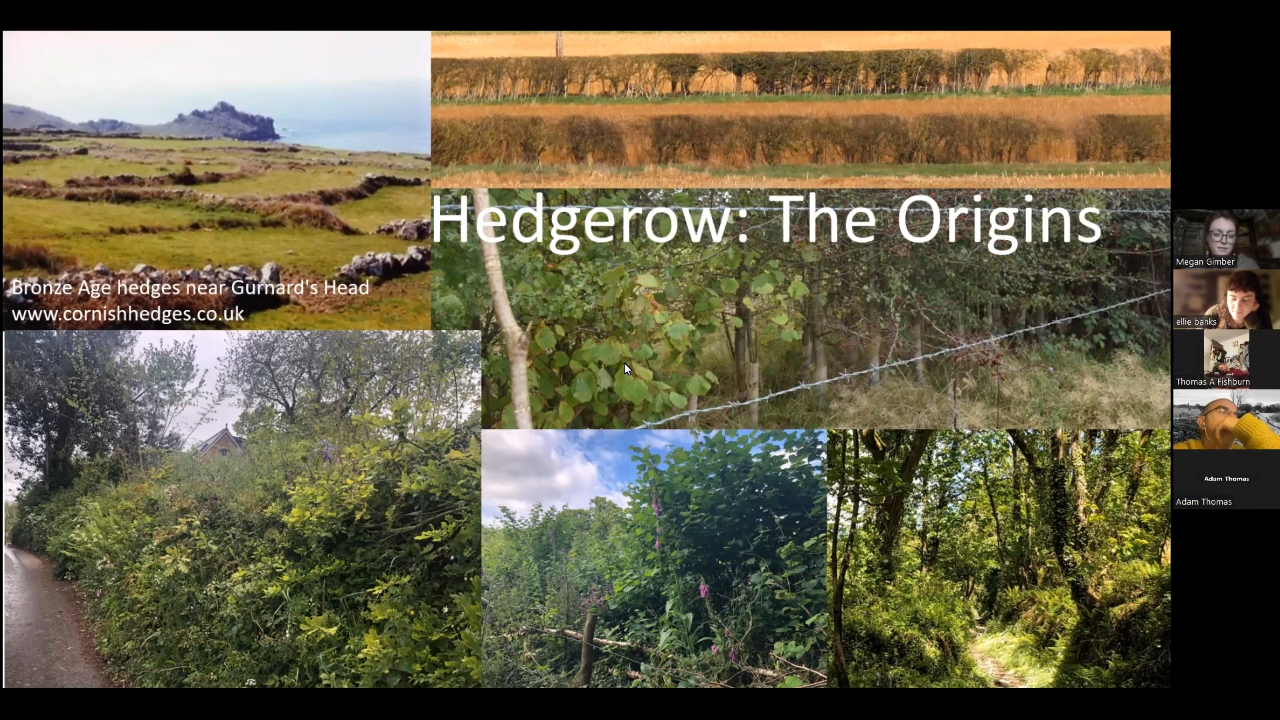 Hedgerow: The Origins
Bronze Age hedges near Gurnard's Head
www.cornishhedges.co.uk
Megan Gimber
ellie banks
Thomas A Fishburn
Adam Thomas
Adam Thomas